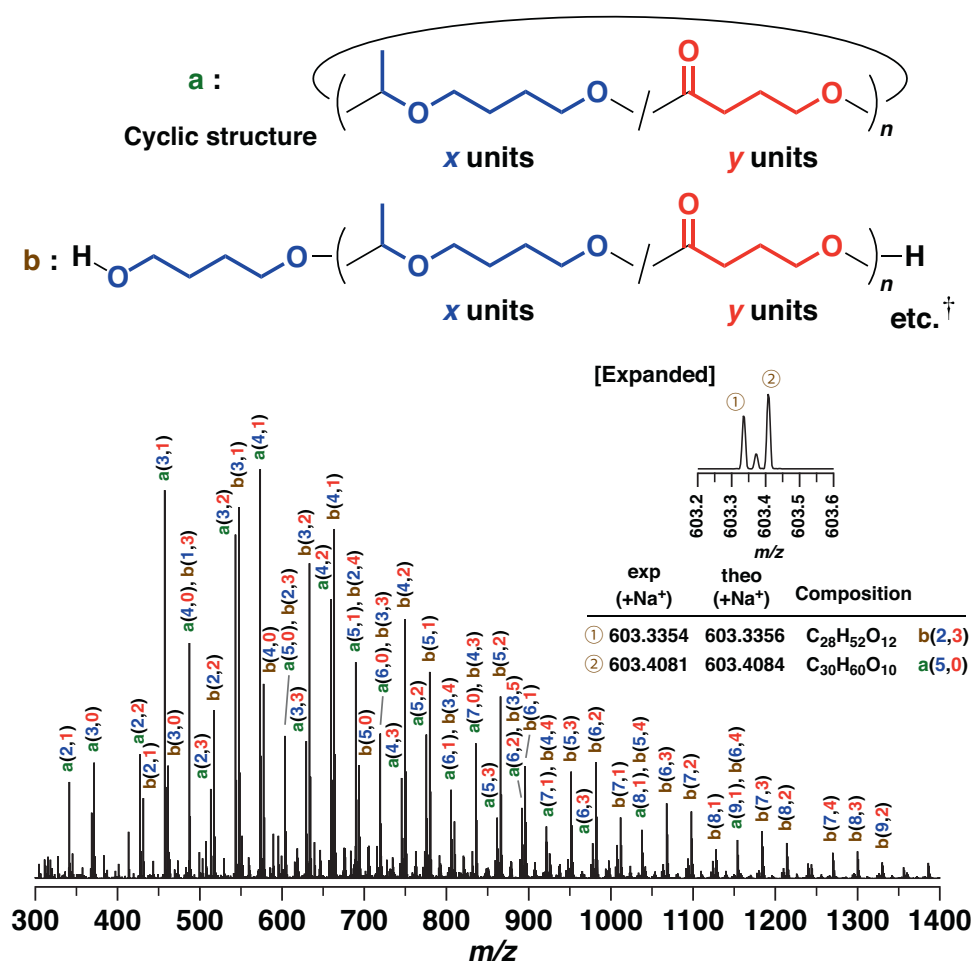 a :
Cyclic structure
O
O
O
O
n
x units
y units
b :
H
O
O
O
O
O
O
H
n
x units
y units
etc.†
[Expanded]
①
②
603.2
603.3
603.4
603.5
603.6
m/z
exp
(+Na⁺)
theo
(+Na⁺)
Composition
① 603.3354 603.3356 C₂₈H₅₂O₁₂ b(2,3)
② 603.4081 603.4084 C₃₀H₆₀O₁₀ a(5,0)
a(2,1)
a(3,0)
a(2,2)
b(2,1)
a(3,1)
b(3,0)
a(4,0), b(1,3)
a(2,3)
b(2,2)
a(3,2)
b(3,1)
a(4,1)
b(4,0)
a(5,0), b(2,3)
a(3,3)
b(3,2)
a(4,2)
b(4,1)
a(5,1), b(2,4)
b(5,0)
a(6,0), b(3,3)
a(4,3)
b(4,2)
a(5,2)
b(5,1)
a(6,1), b(3,4)
a(7,0), b(4,3)
a(5,3)
b(5,2)
a(6,2), b(3,5)
b(6,1)
a(7,1), b(4,4)
b(5,3)
a(6,3)
b(6,2)
b(7,1)
a(8,1), b(5,4)
b(6,3)
b(7,2)
b(8,1)
a(9,1), b(6,4)
b(7,3)
b(8,2)
b(7,4)
b(8,3)
b(9,2)
300 400 500 600 700 800 900 1000 1100 1200 1300 1400
m/z